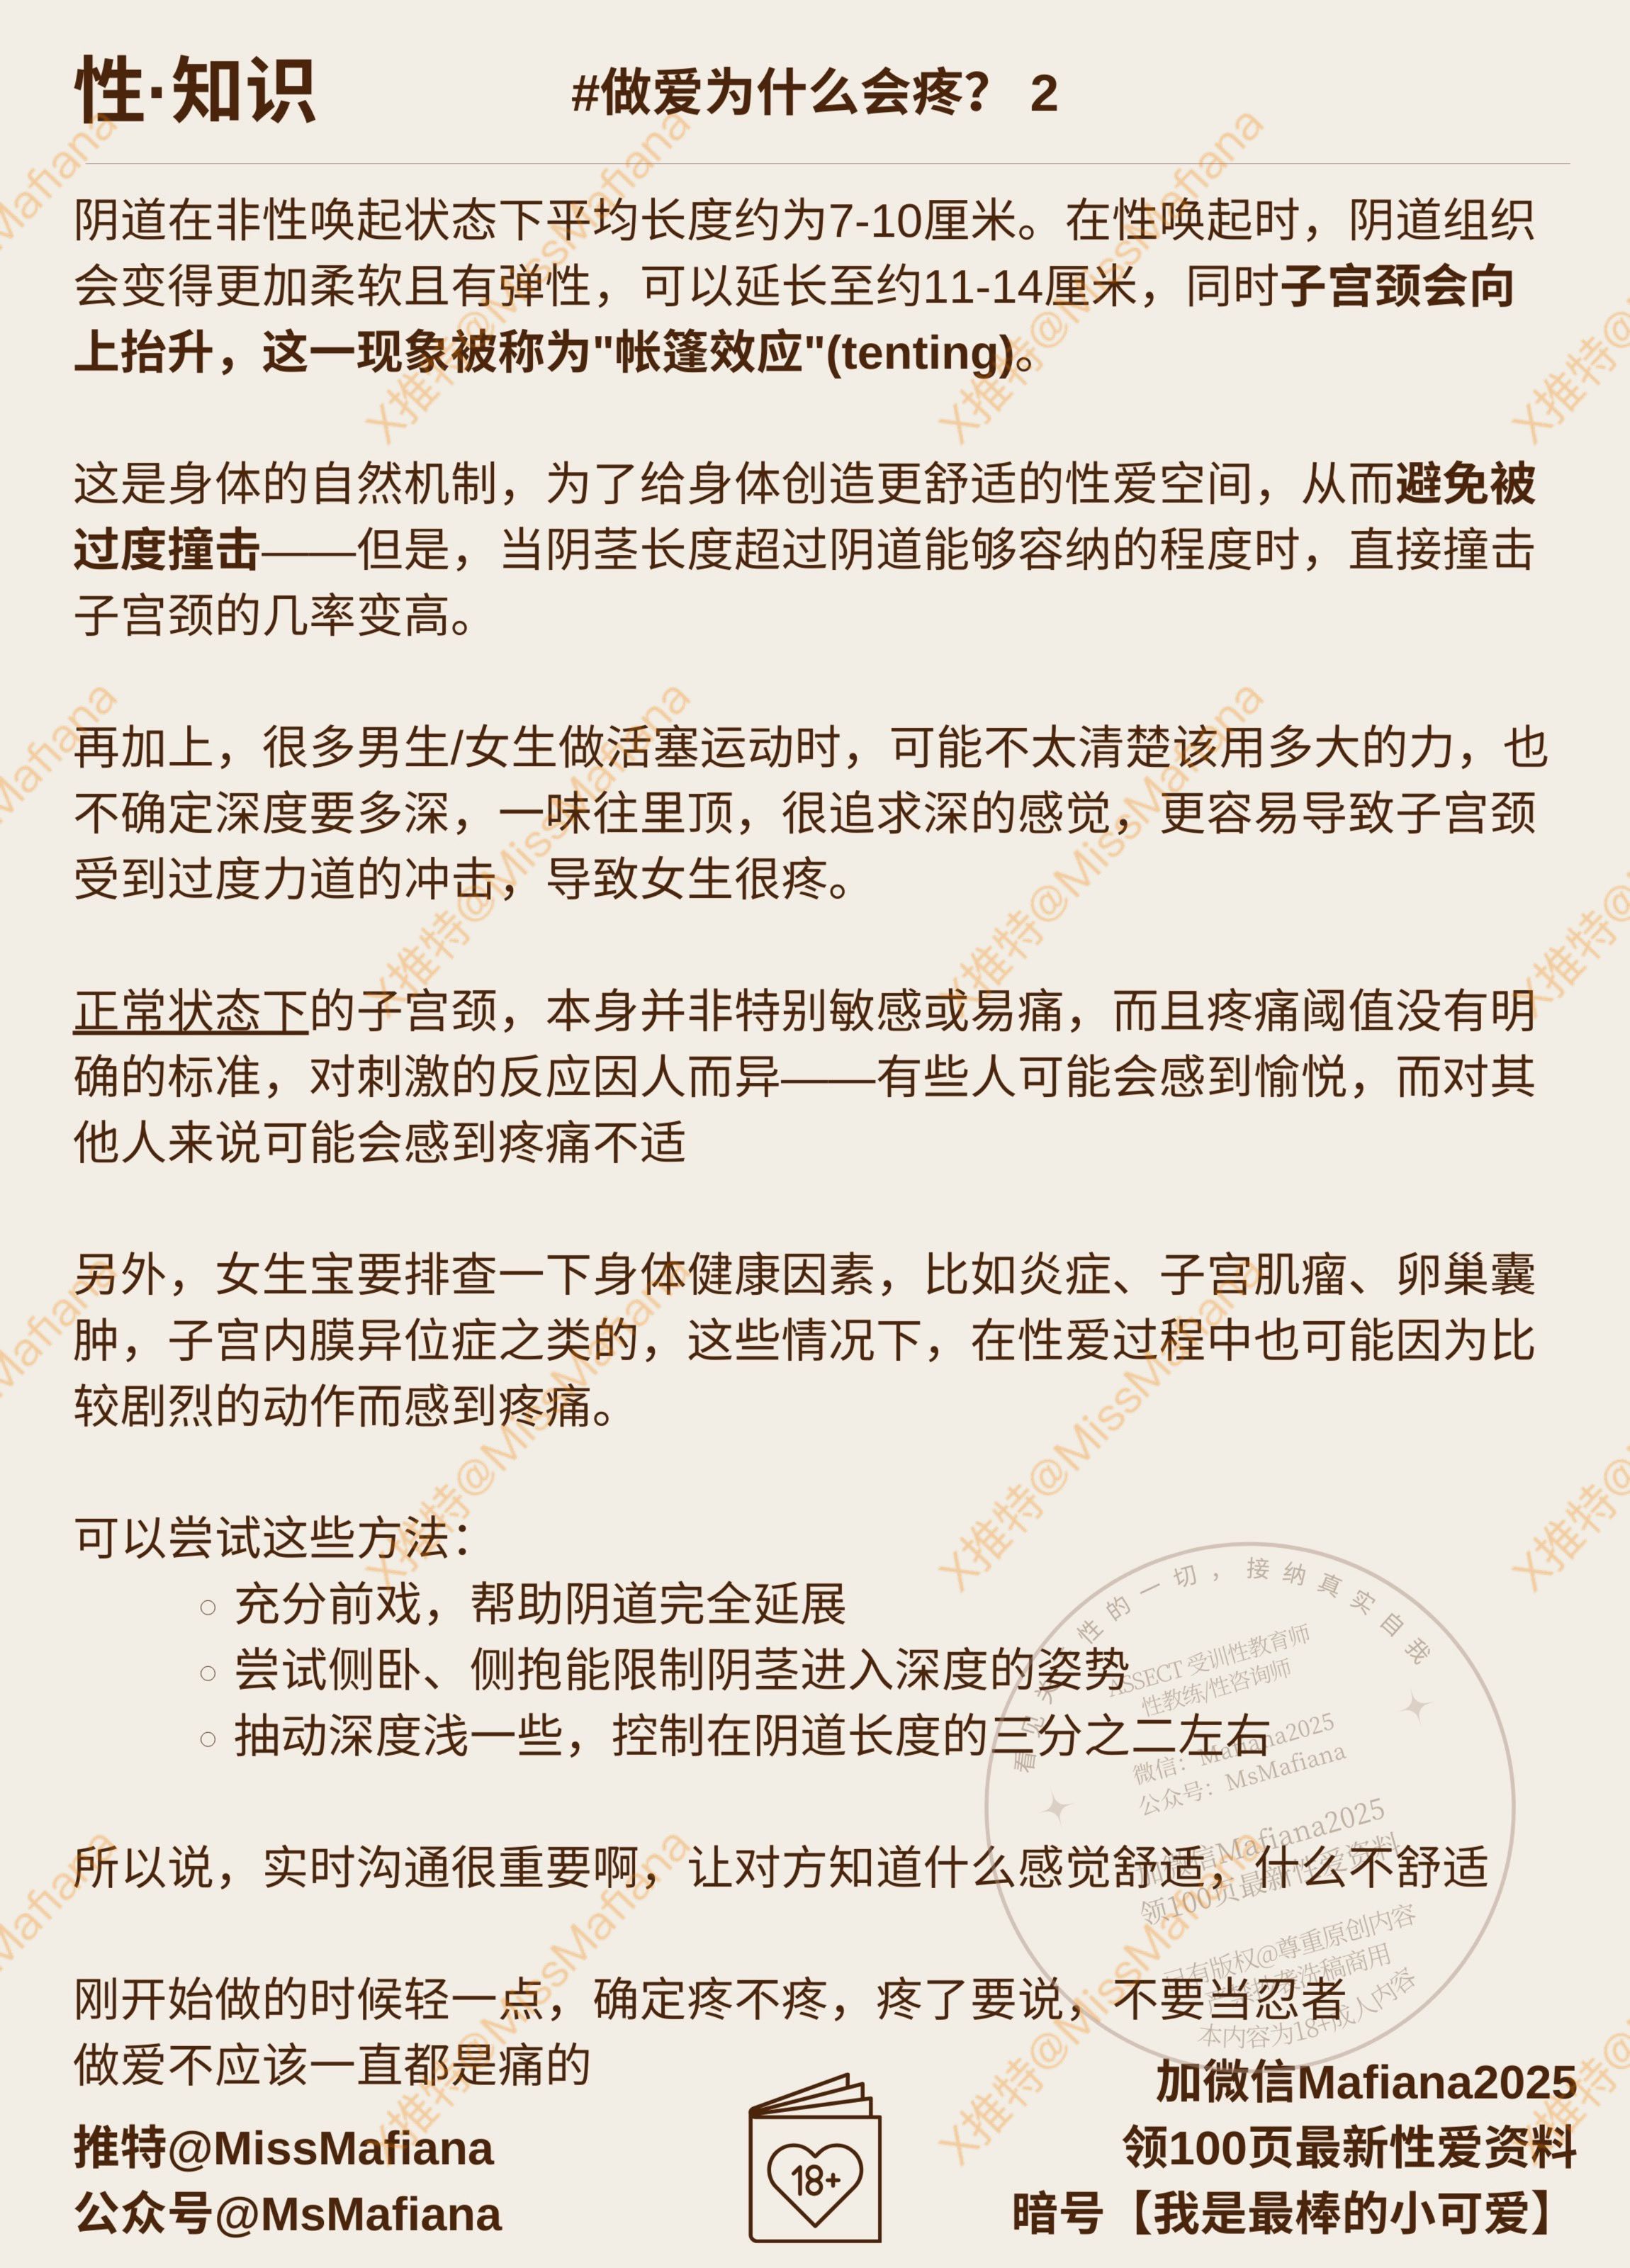 性·知识
#做爱为什么会疼？ 2
阴道在非性唤起状态下平均长度约为7-10厘米。在性唤起时，阴道组织
会变得更加柔软且有弹性，可以延长至约11-14厘米，同时子宫颈会向
上抬升，这一现象被称为"帐篷效应"(tenting)。
这是身体的自然机制，为了给身体创造更舒适的性爱空间，从而避免被
过度撞击——但是，当阴茎长度超过阴道能够容纳的程度时，直接撞击
子宫颈的几率变高。
再加上，很多男生/女生做活塞运动时，可能不太清楚该用多大的力，也
不确定深度要多深，一味往里顶，很追求深的感觉，更容易导致子宫颈
受到过度力道的冲击，导致女生很疼。
正常状态下的子宫颈，本身并非特别敏感或易痛，而且疼痛阈值没有明
确的标准，对刺激的反应因人而异——有些人可能会感到愉悦，而对其
他人来说可能会感到疼痛不适
另外，女生宝要排查一下身体健康因素，比如炎症、子宫肌瘤、卵巢囊
肿，子宫内膜异位症之类的，这些情况下，在性爱过程中也可能因为比
较剧烈的动作而感到疼痛。
可以尝试这些方法：
充分前戏，帮助阴道完全延展
尝试侧卧、侧抱能限制阴茎进入深度的姿势
抽动深度浅一些，控制在阴道长度的三分之二左右
所以说，实时沟通很重要啊，让对方知道什么感觉舒适，什么不舒适
刚开始做的时候轻一点，确定疼不疼，疼了要说，不要当忍者
做爱不应该一直都是痛的
推特@MissMafiana
公众号@MsMafiana
18+
加微信Mafiana2025
领100页最新性爱资料
暗号【我是最棒的小可爱】
性的一切，接纳真实自我
ASSECT 受训性教育师
性教练/性咨询师
微信：Mafiana2025
公众号：MsMafiana
加微信Mafiana2025
领100页最新性爱资料
已有版权@尊重原创内容
本内容为18+成人内容
X推特@MissMafiana